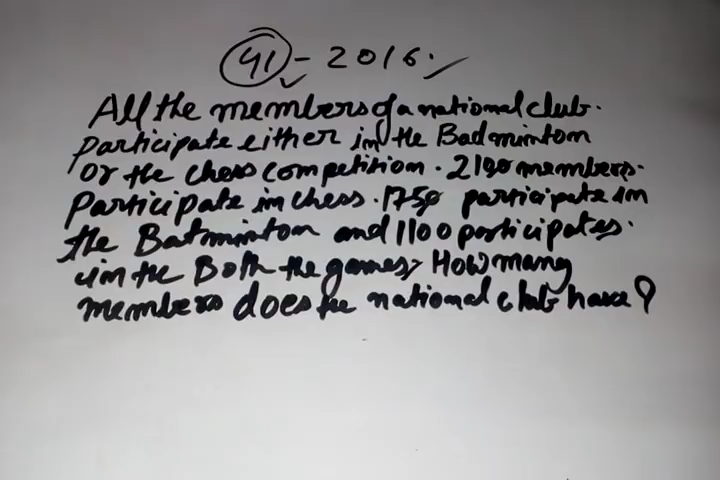 41 - 2016.
All the members of a national club.
Participate either in the Badminton
Or the chess competition. 2190 members.
Participate in chess. 1750 participate in
the Batminton and 1100 participates.
in the Both the games, How many
members does the national club have?